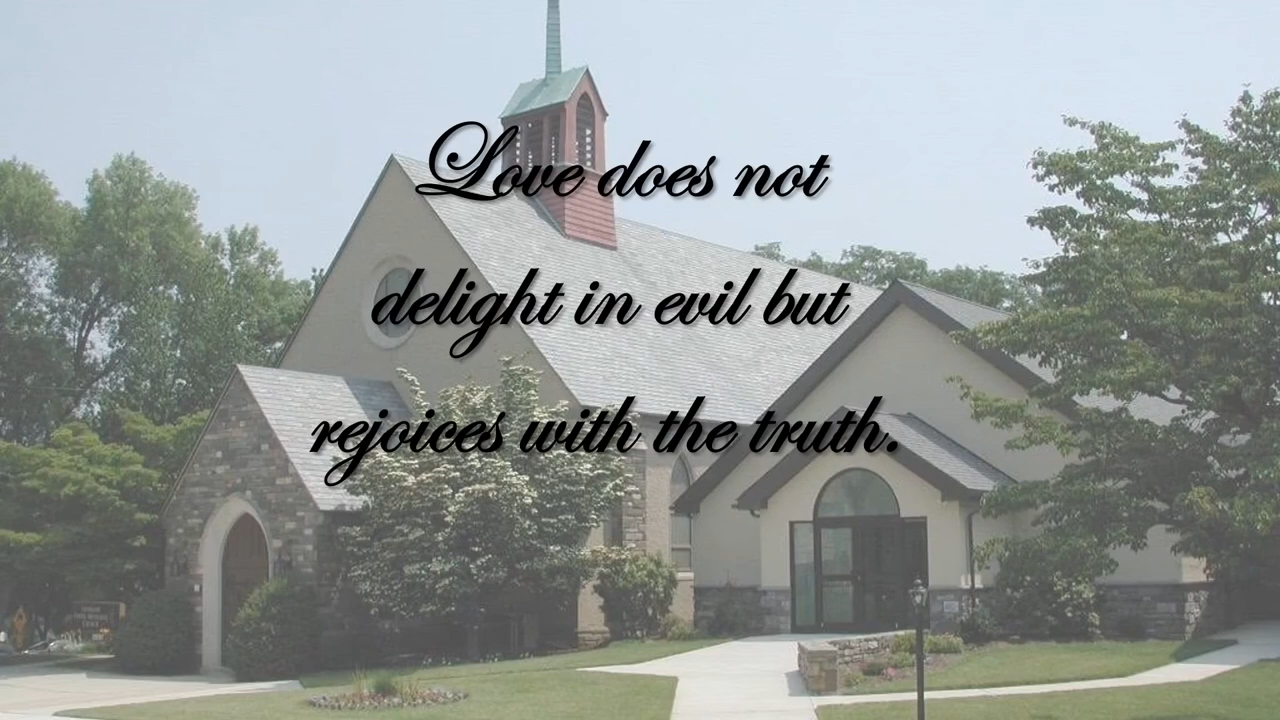 Love does not
delight in evil but
rejoices with the truth.